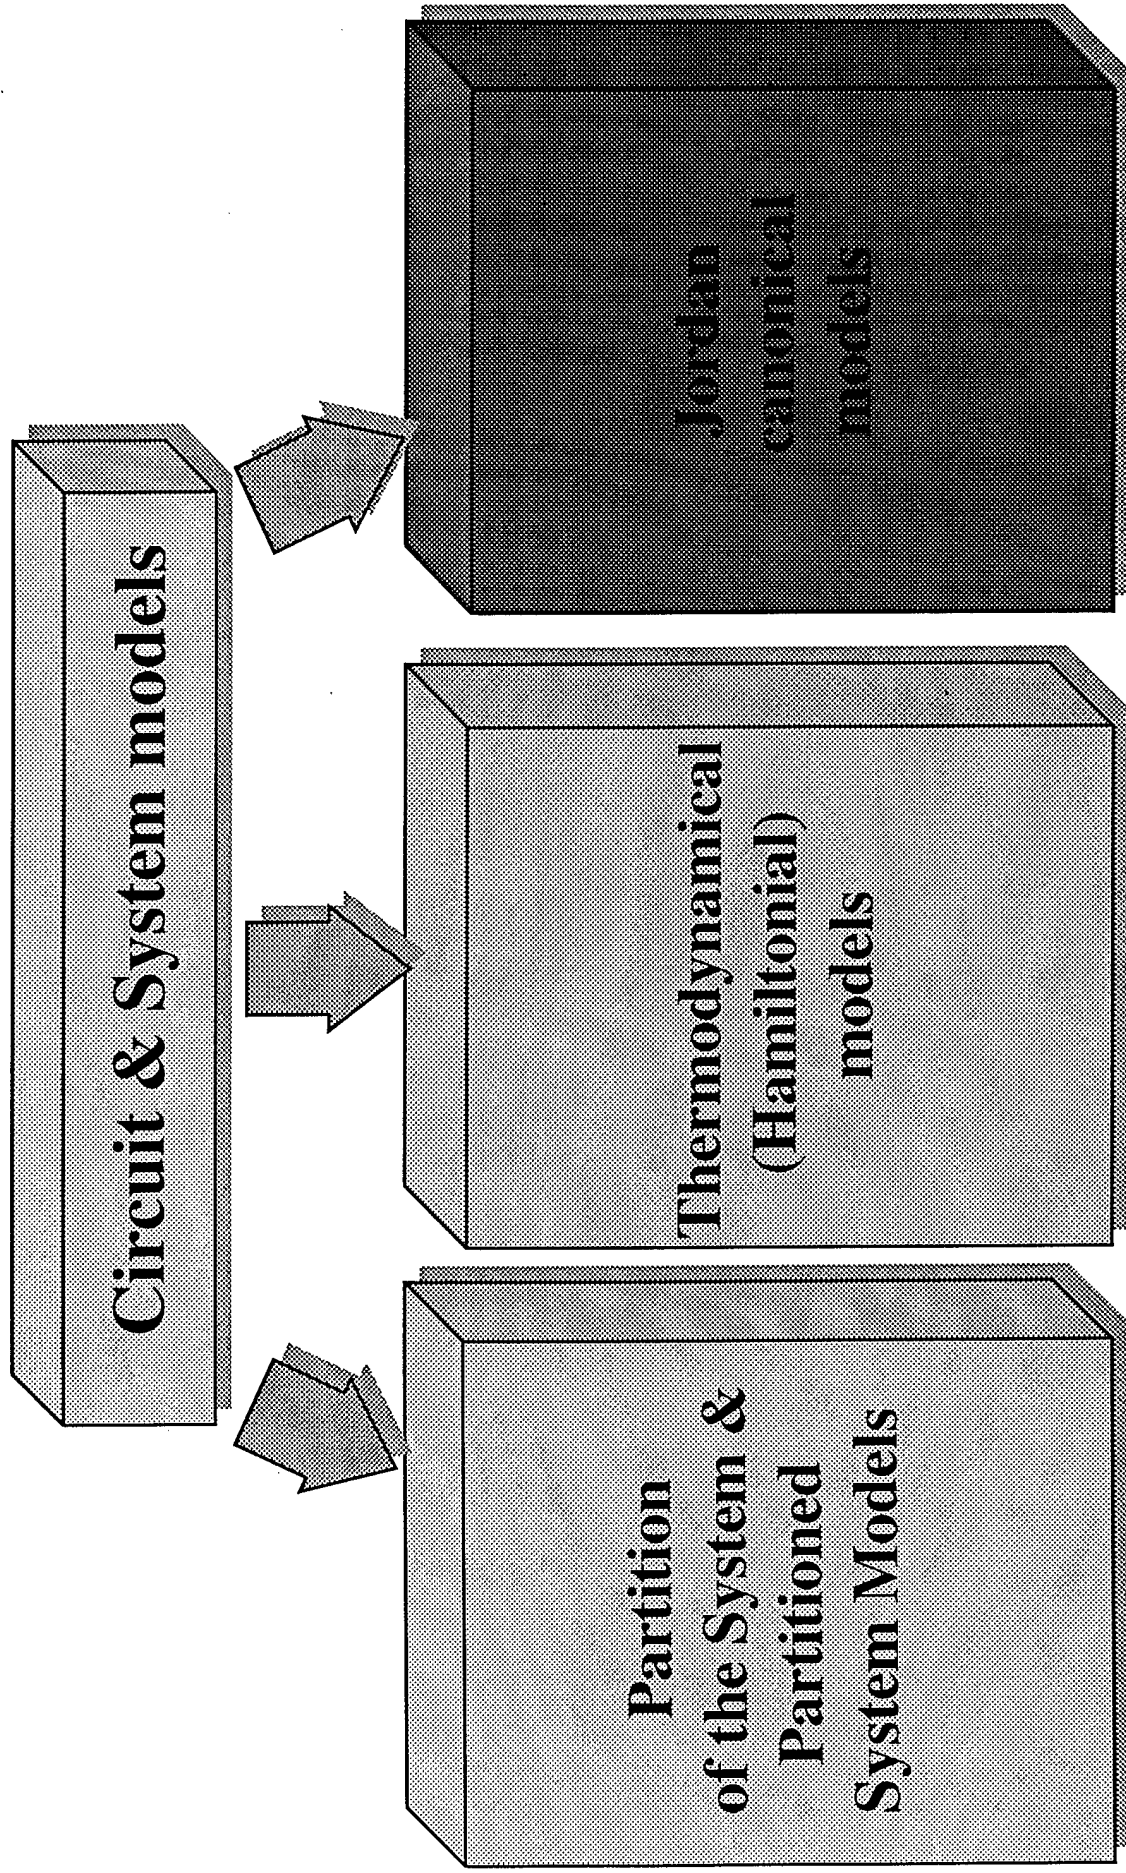 Circuit & System models
Partition
of the System &
Partitioned
System Models
Thermodynamical
(Hamiltonial)
models
Jordan
canonical
models